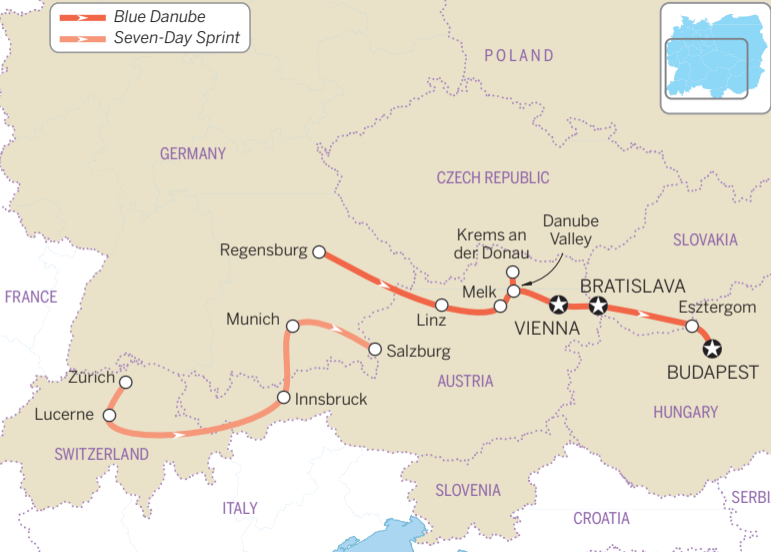 Blue Danube
Seven-Day Sprint
POLAND
GERMANY
CZECH REPUBLIC
Danube
Valley
Krems an
der Donau
SLOVAKIA
Regensburg
FRANCE
Melk
BRATISLAVA
Esztergom
Linz
VIENNA
Munich
Salzburg
BUDAPEST
Zürich
AUSTRIA
Innsbruck
Lucerne
HUNGARY
SWITZERLAND
SLOVENIA
SERBI
ITALY
CROATIA